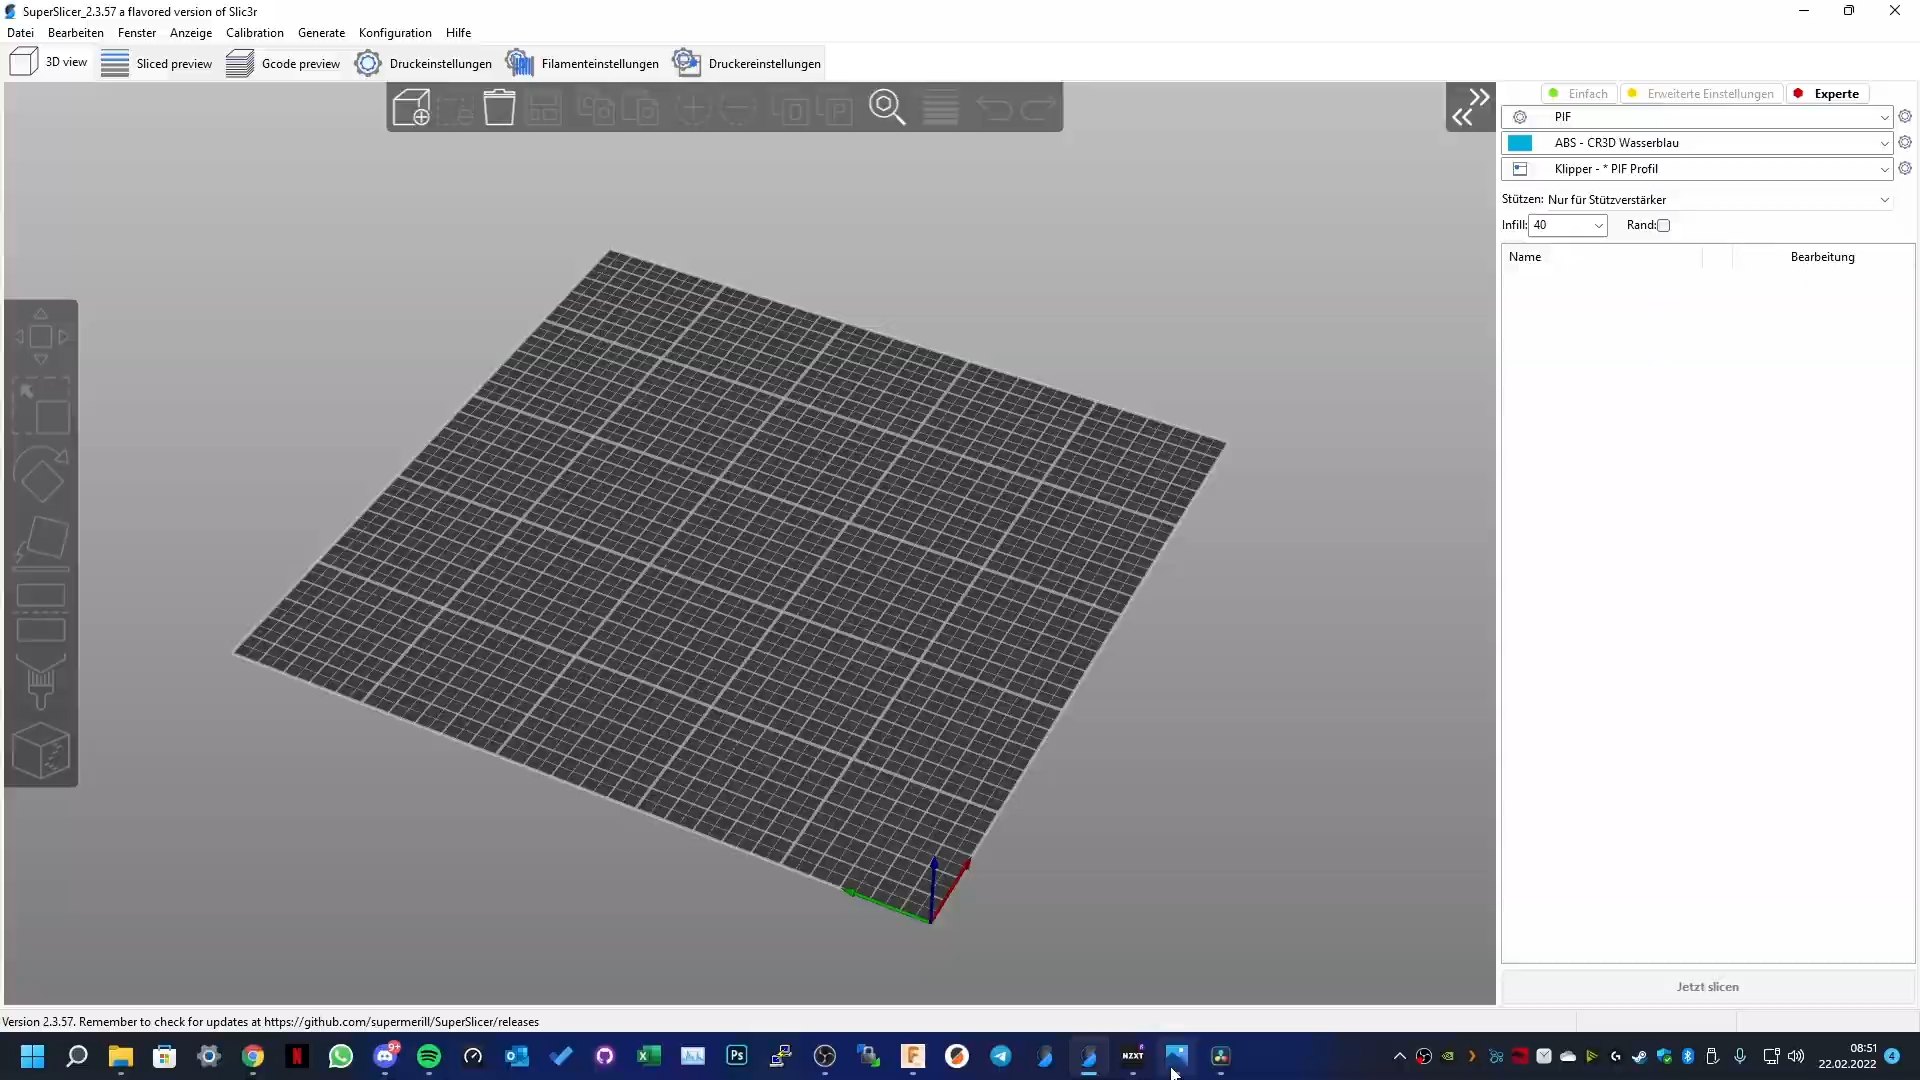 SuperSlicer_2.3.57 a flavored version of Slic3r
Datei Bearbeiten Fenster Anzeige Calibration Generate Konfiguration Hilfe
3D view Sliced preview Gcode preview Druckeinstellungen Filamenteinstellungen Druckereinstellungen
Einfach Erweiterte Einstellungen Experte
PIF
ABS - CR3D Wasserblau
Klipper - * PIF Profil
Stützen: Nur für Stützverstärker
Infill: 40 Rand:
Name Bearbeitung
Jetzt slicen
Version 2.3.57. Remember to check for updates at https://github.com/supermerill/SuperSlicer/releases
9+ N Ps NZXT
08:51
22.02.2022 4